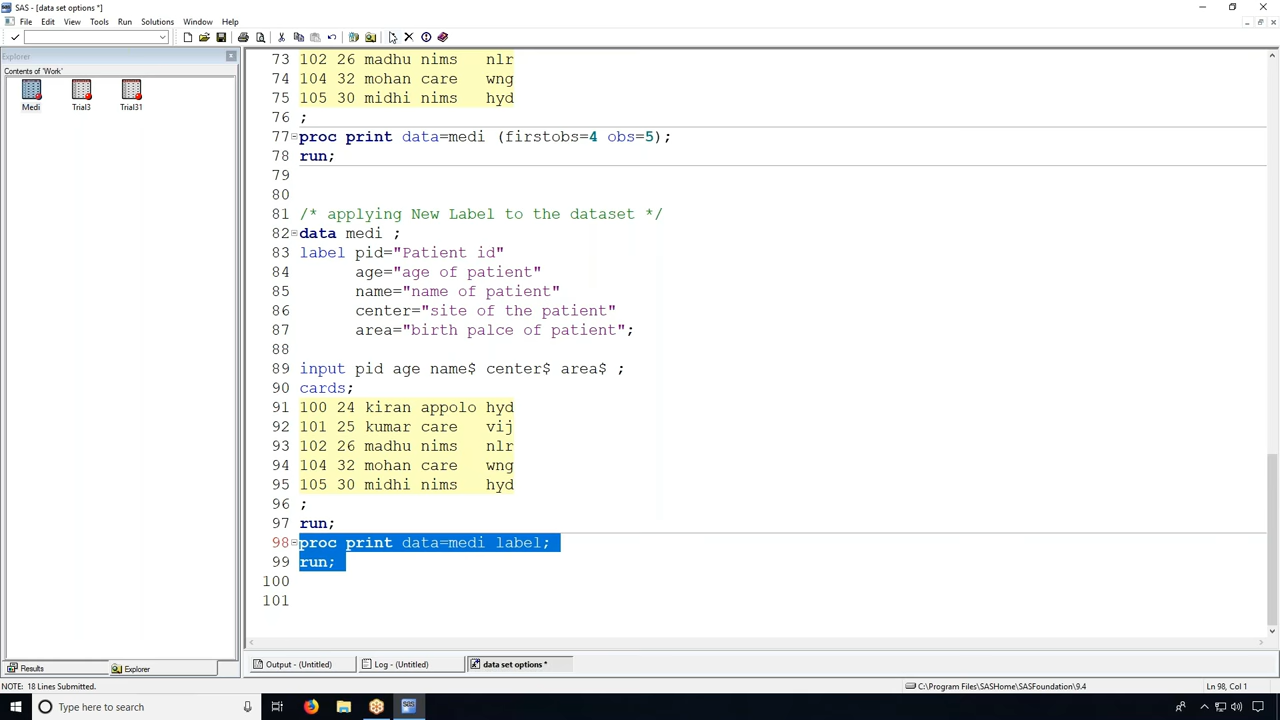 SAS - [data set options *]
File Edit View Tools Run Solutions Window Help
Explorer
Contents of 'Work'
Medi Trial3 Trial31
73 102 26 madhu nims nlr
74 104 32 mohan care wng
75 105 30 midhi nims hyd
76 ;
77 proc print data=medi (firstobs=4 obs=5);
78 run;
79
80
81 /* applying New Label to the dataset */
82 data medi ;
83 label pid="Patient id"
84 age="age of patient"
85 name="name of patient"
86 center="site of the patient"
87 area="birth palce of patient";
88
89 input pid age name$ center$ area$ ;
90 cards;
91 100 24 kiran appolo hyd
92 101 25 kumar care vij
93 102 26 madhu nims nlr
94 104 32 mohan care wng
95 105 30 midhi nims hyd
96 ;
97 run;
98 proc print data=medi label;
99 run;
100
101
Results Explorer
Output - (Untitled) Log - (Untitled) data set options *
NOTE: 18 Lines Submitted.
C:\Program Files\SASHome\SASFoundation\9.4
Ln 98, Col 1
Type here to search
ENG